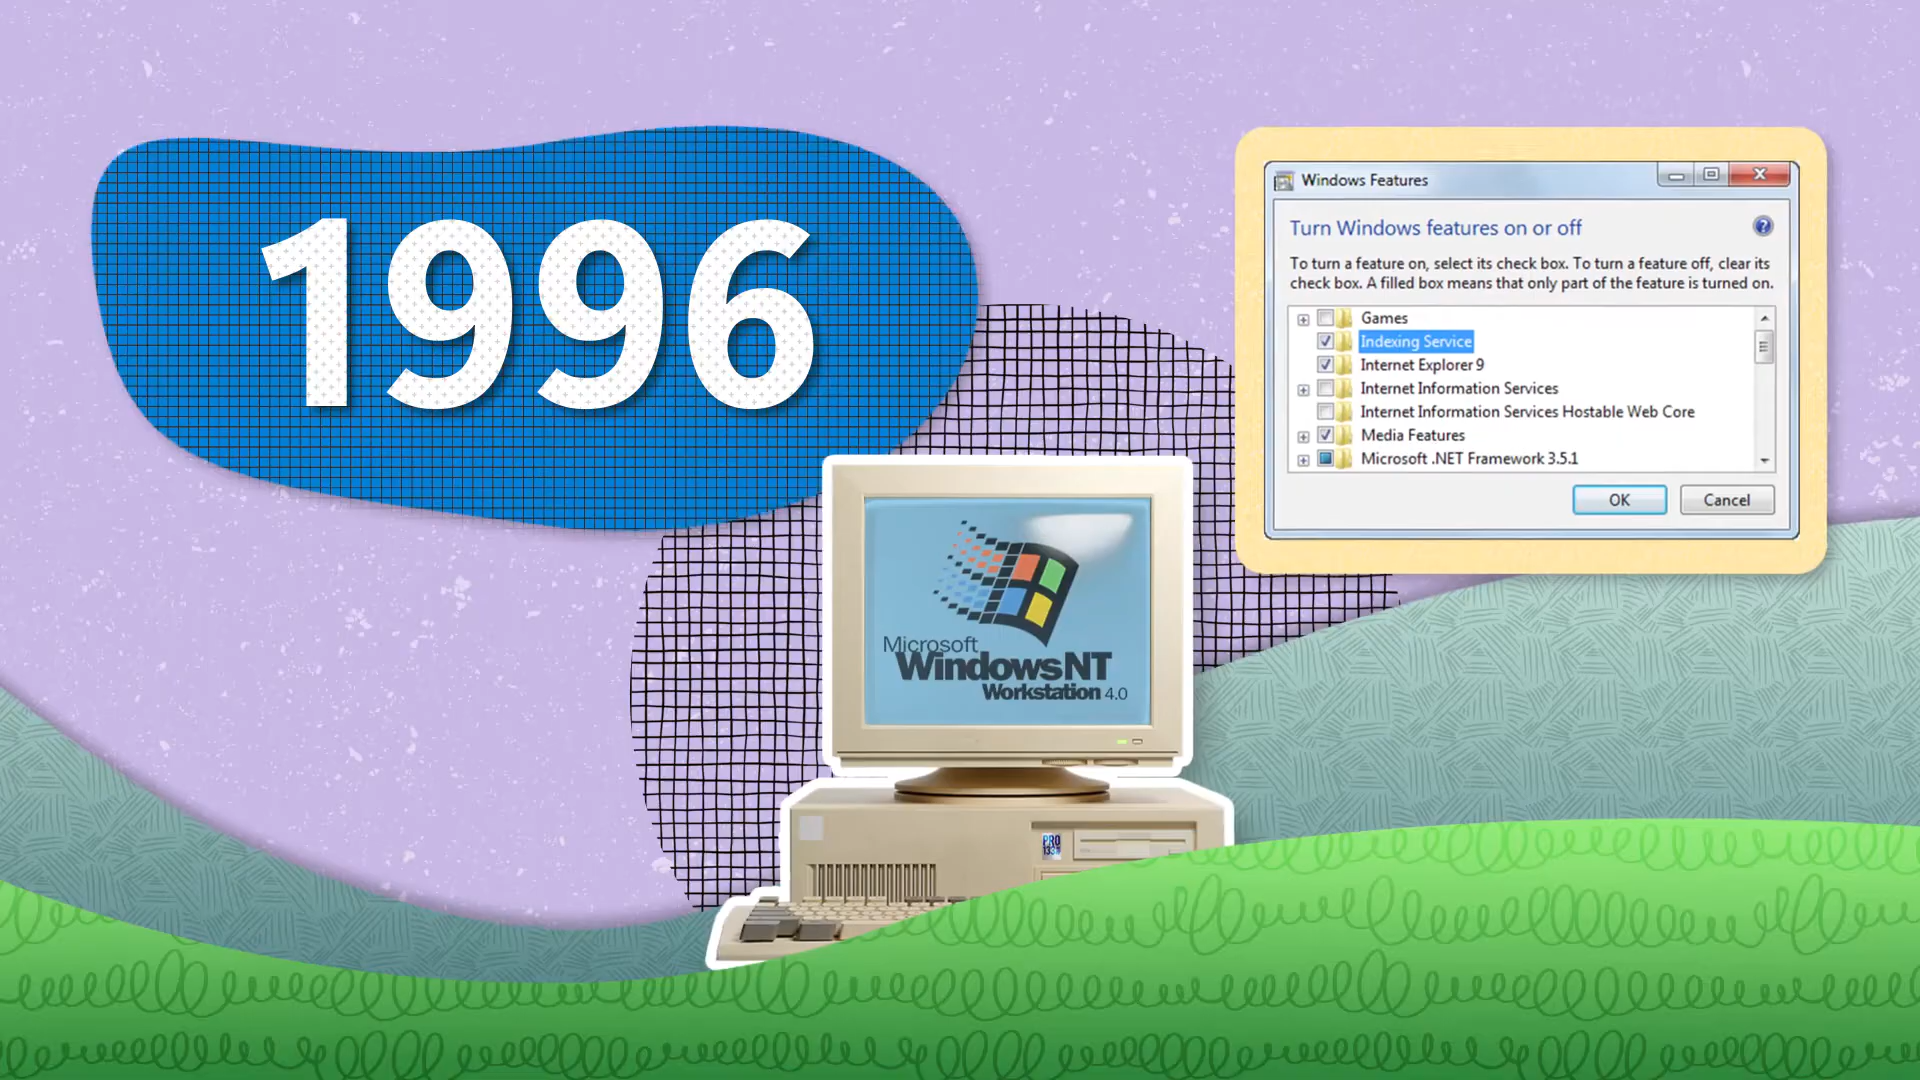 1996
Windows Features
Turn Windows features on or off
To turn a feature on, select its check box. To turn a feature off, clear its
check box. A filled box means that only part of the feature is turned on.
Games
Indexing Service
Internet Explorer 9
Internet Information Services
Internet Information Services Hostable Web Core
Media Features
Microsoft .NET Framework 3.5.1
OK Cancel
Microsoft
WindowsNT
Workstation 4.0
PRO